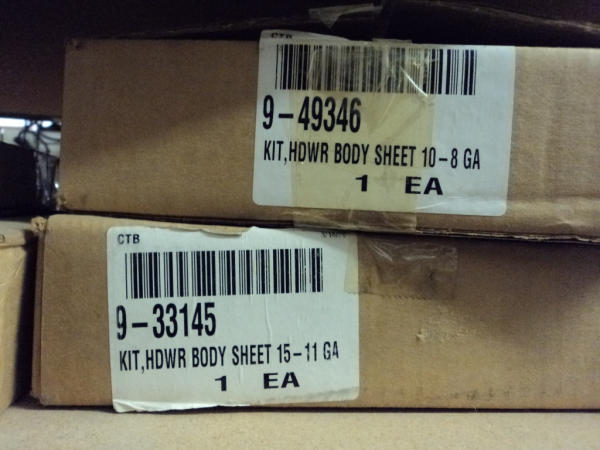 CTB
9-49346
KIT,HDWR BODY SHEET 10-8 GA
1 EA
CTB
9-33145
KIT,HDWR BODY SHEET 15-11 GA
1 EA